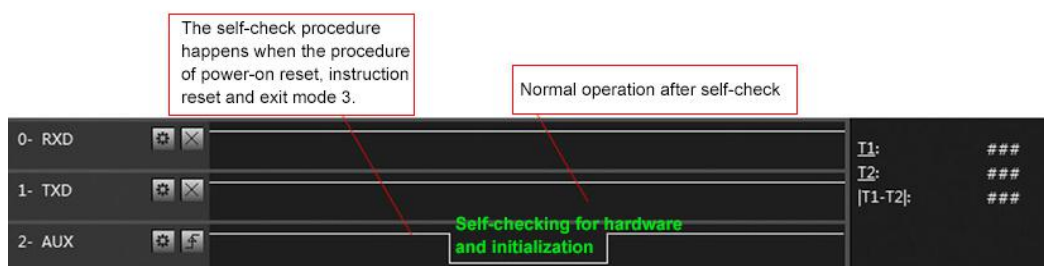 The self-check procedure
happens when the procedure
of power-on reset, instruction
reset and exit mode 3.
Normal operation after self-check
0- RXD
T1: ###
T2: ###
1- TXD
|T1-T2|: ###
Self-checking for hardware
and initialization
2- AUX